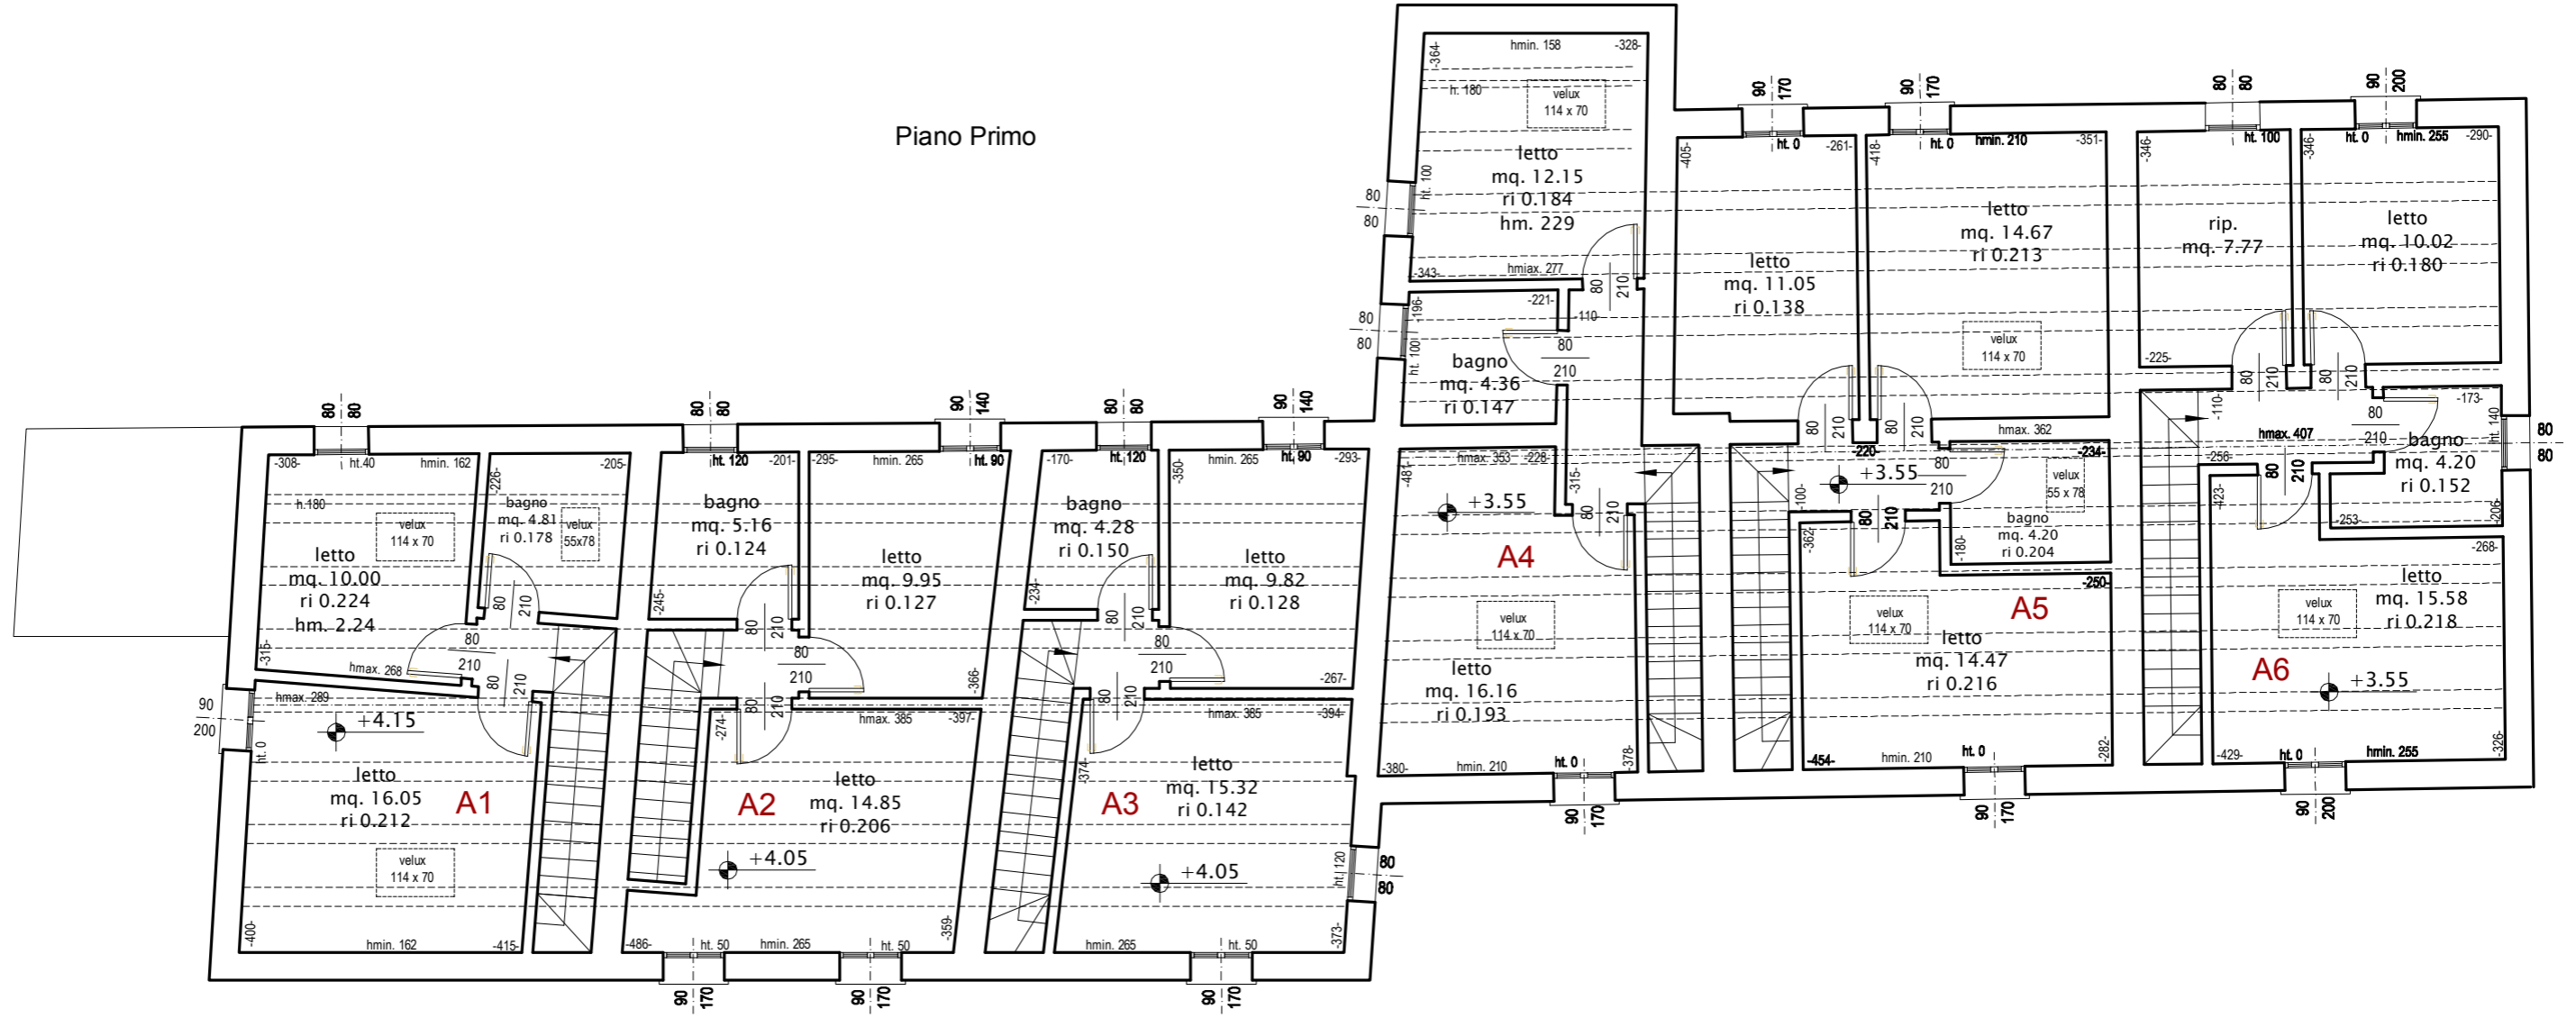 Piano Primo
-308-
ht.40
hmin. 162
80
80
h.180
velux
114 x 70
letto
mq. 10.00
ri 0.224
hm. 2.24
-315-
hmax. 268
-226-
-205-
bagno
mq. 4.81
ri 0.178
velux
55x78
80
210
80
210
80
210
hmax. 289
90
200
ht. 0
+4.15
letto
mq. 16.05
ri 0.212
A1
velux
114 x 70
-400-
hmin. 162
-415-
80
80
ht. 120
-201-
bagno
mq. 5.16
ri 0.124
-245-
80
210
80
210
80
210
90
140
-295-
hmin. 265
ht. 90
letto
mq. 9.95
ri 0.127
-366-
hmax. 385
-397-
-274-
A2
letto
mq. 14.85
ri 0.206
+4.05
-359-
-486-
ht. 50
hmin. 265
ht. 50
90
170
90
170
80
80
-170-
ht. 120
bagno
mq. 4.28
ri 0.150
-234-
80
210
80
210
80
210
90
140
-350-
hmin. 265
ht. 90
-293-
letto
mq. 9.82
ri 0.128
-267-
hmax. 385
-394-
-374-
A3
letto
mq. 15.32
ri 0.142
+4.05
ht. 120
80
80
hmin. 265
ht. 50
-373-
90
170
-364-
hmin. 158
-328-
h. 180
velux
114 x 70
letto
mq. 12.15
ri 0.184
hm. 229
ht. 100
80
80
-343-
hmiax. 277
80
210
-196-
-221-
-110-
80
80
ht. 100
80
210
bagno
mq. 4.36
ri 0.147
hmax. 353
-228-
-481-
-315-
+3.55
80
210
A4
velux
114 x 70
letto
mq. 16.16
ri 0.193
-380-
hmin. 210
ht. 0
-378-
90
170
90
170
-405-
ht. 0
-261-
letto
mq. 11.05
ri 0.138
90
170
-418-
ht. 0
hmin. 210
-351-
letto
mq. 14.67
ri 0.213
velux
114 x 70
80
210
80
210
hmax. 362
-220-
-234-
+3.55
-100-
80
210
80
210
velux
55 x 78
bagno
mq. 4.20
ri 0.204
-180-
-362-
-250-
A5
velux
114 x 70
letto
mq. 14.47
ri 0.216
-454-
hmin. 210
ht. 0
-282-
90
170
80
80
-346-
ht. 100
rip.
mq. 7.77
-225-
90
200
-346-
ht. 0
hmin. 255
-290-
letto
mq. 10.02
ri 0.180
80
210
80
210
-110-
hmax. 407
-173-
80
210
ht. 140
80
80
bagno
mq. 4.20
ri 0.152
-258-
80
210
-423-
-253-
-268-
letto
mq. 15.58
ri 0.218
velux
114 x 70
A6
+3.55
-429-
ht. 0
hmin. 255
-326-
90
200